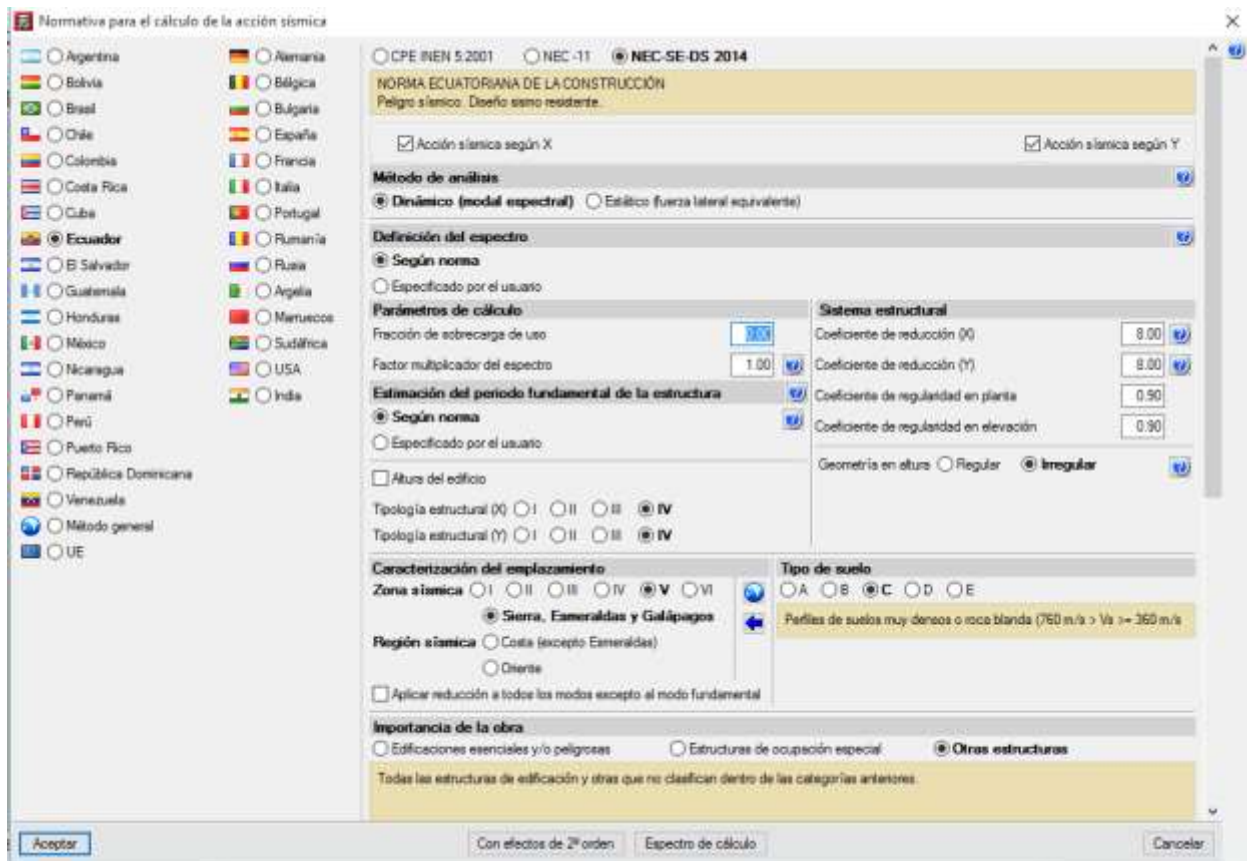 Normativa para el cálculo de la acción sísmica
Argentina
Bolivia
Brasil
Chile
Colombia
Costa Rica
Cuba
Ecuador
El Salvador
Guatemala
Honduras
México
Nicaragua
Panamá
Perú
Puerto Rico
República Dominicana
Venezuela
Método general
UE
Alemania
Bélgica
Bulgaria
España
Francia
Italia
Portugal
Rumanía
Rusia
Argelia
Marruecos
Sudáfrica
USA
India
CPE INEN 5:2001 NEC-11 NEC-SE-DS 2014
NORMA ECUATORIANA DE LA CONSTRUCCIÓN
Peligro sísmico. Diseño sismo resistente.
Acción sísmica según X Acción sísmica según Y
Método de análisis
Dinámico (modal espectral) Estático (fuerza lateral equivalente)
Definición del espectro
Según norma
Especificado por el usuario
Parámetros de cálculo
Fracción de sobrecarga de uso 0.00
Factor multiplicador del espectro 1.00
Estimación del periodo fundamental de la estructura
Según norma
Especificado por el usuario
Altura del edificio
Tipología estructural (X) I II III IV
Tipología estructural (Y) I II III IV
Sistema estructural
Coeficiente de reducción (X) 8.00
Coeficiente de reducción (Y) 8.00
Coeficiente de regularidad en planta 0.90
Coeficiente de regularidad en elevación 0.90
Geometría en altura Regular Irregular
Caracterización del emplazamiento
Zona sísmica I II III IV V VI
Sierra, Esmeraldas y Galápagos
Región sísmica Costa (excepto Esmeraldas)
Oriente
Aplicar reducción a todos los modos excepto al modo fundamental
Tipo de suelo
A B C D E
Perfiles de suelos muy densos o roca blanda (760 m/s > Vs >= 360 m/s
Importancia de la obra
Edificaciones esenciales y/o peligrosas Estructuras de ocupación especial Otras estructuras
Todas las estructuras de edificación y otras que no clasifican dentro de las categorías anteriores.
Aceptar Con efectos de 2º orden Espectro de cálculo Cancelar